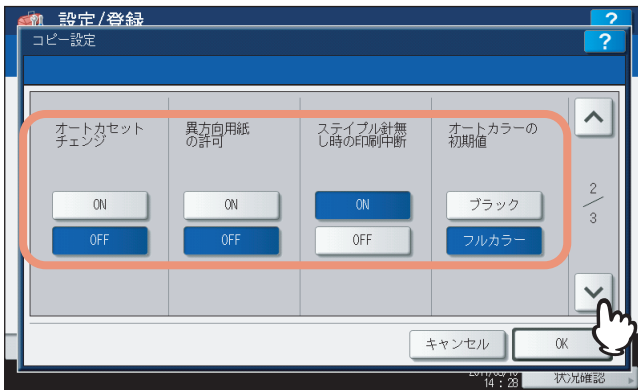 設定/登録
?
コピー設定
?
オートカセット
チェンジ
異方向用紙
の許可
ステイプル針無
し時の印刷中断
オートカラーの
初期値
ON
ON
ON
ブラック
OFF
OFF
OFF
フルカラー
2
3
キャンセル
OK
14 : 28
状況確認